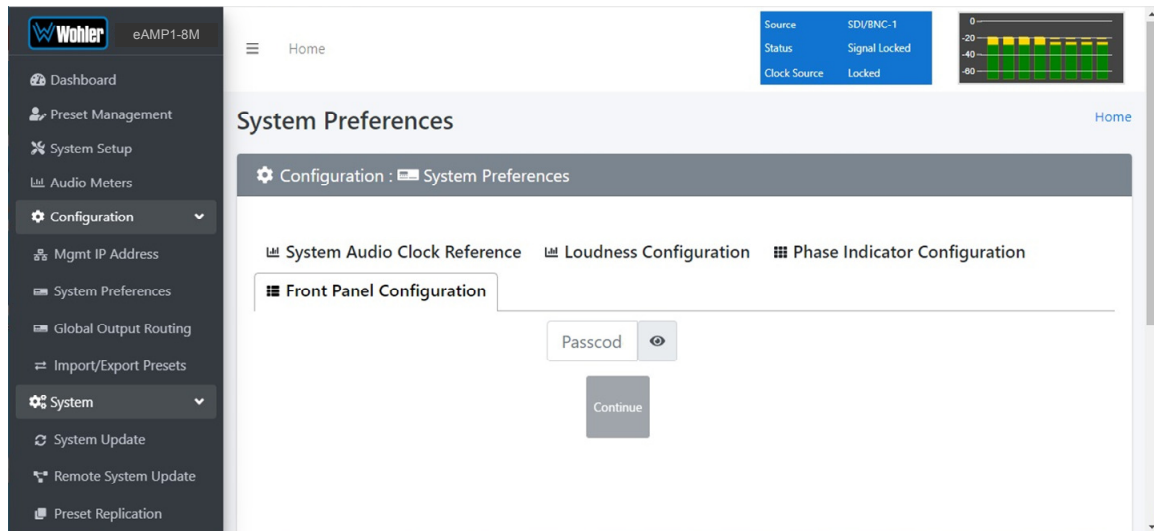 Wohler eAMP1-8M
Dashboard
Preset Management
System Setup
Audio Meters
Configuration
Mgmt IP Address
System Preferences
Global Output Routing
Import/Export Presets
System
System Update
Remote System Update
Preset Replication
Home
Source SDI/BNC-1
Status Signal Locked
Clock Source Locked
0
-20
-40
-60
System Preferences
Home
Configuration : System Preferences
System Audio Clock Reference Loudness Configuration Phase Indicator Configuration
Front Panel Configuration
Passcod
Continue